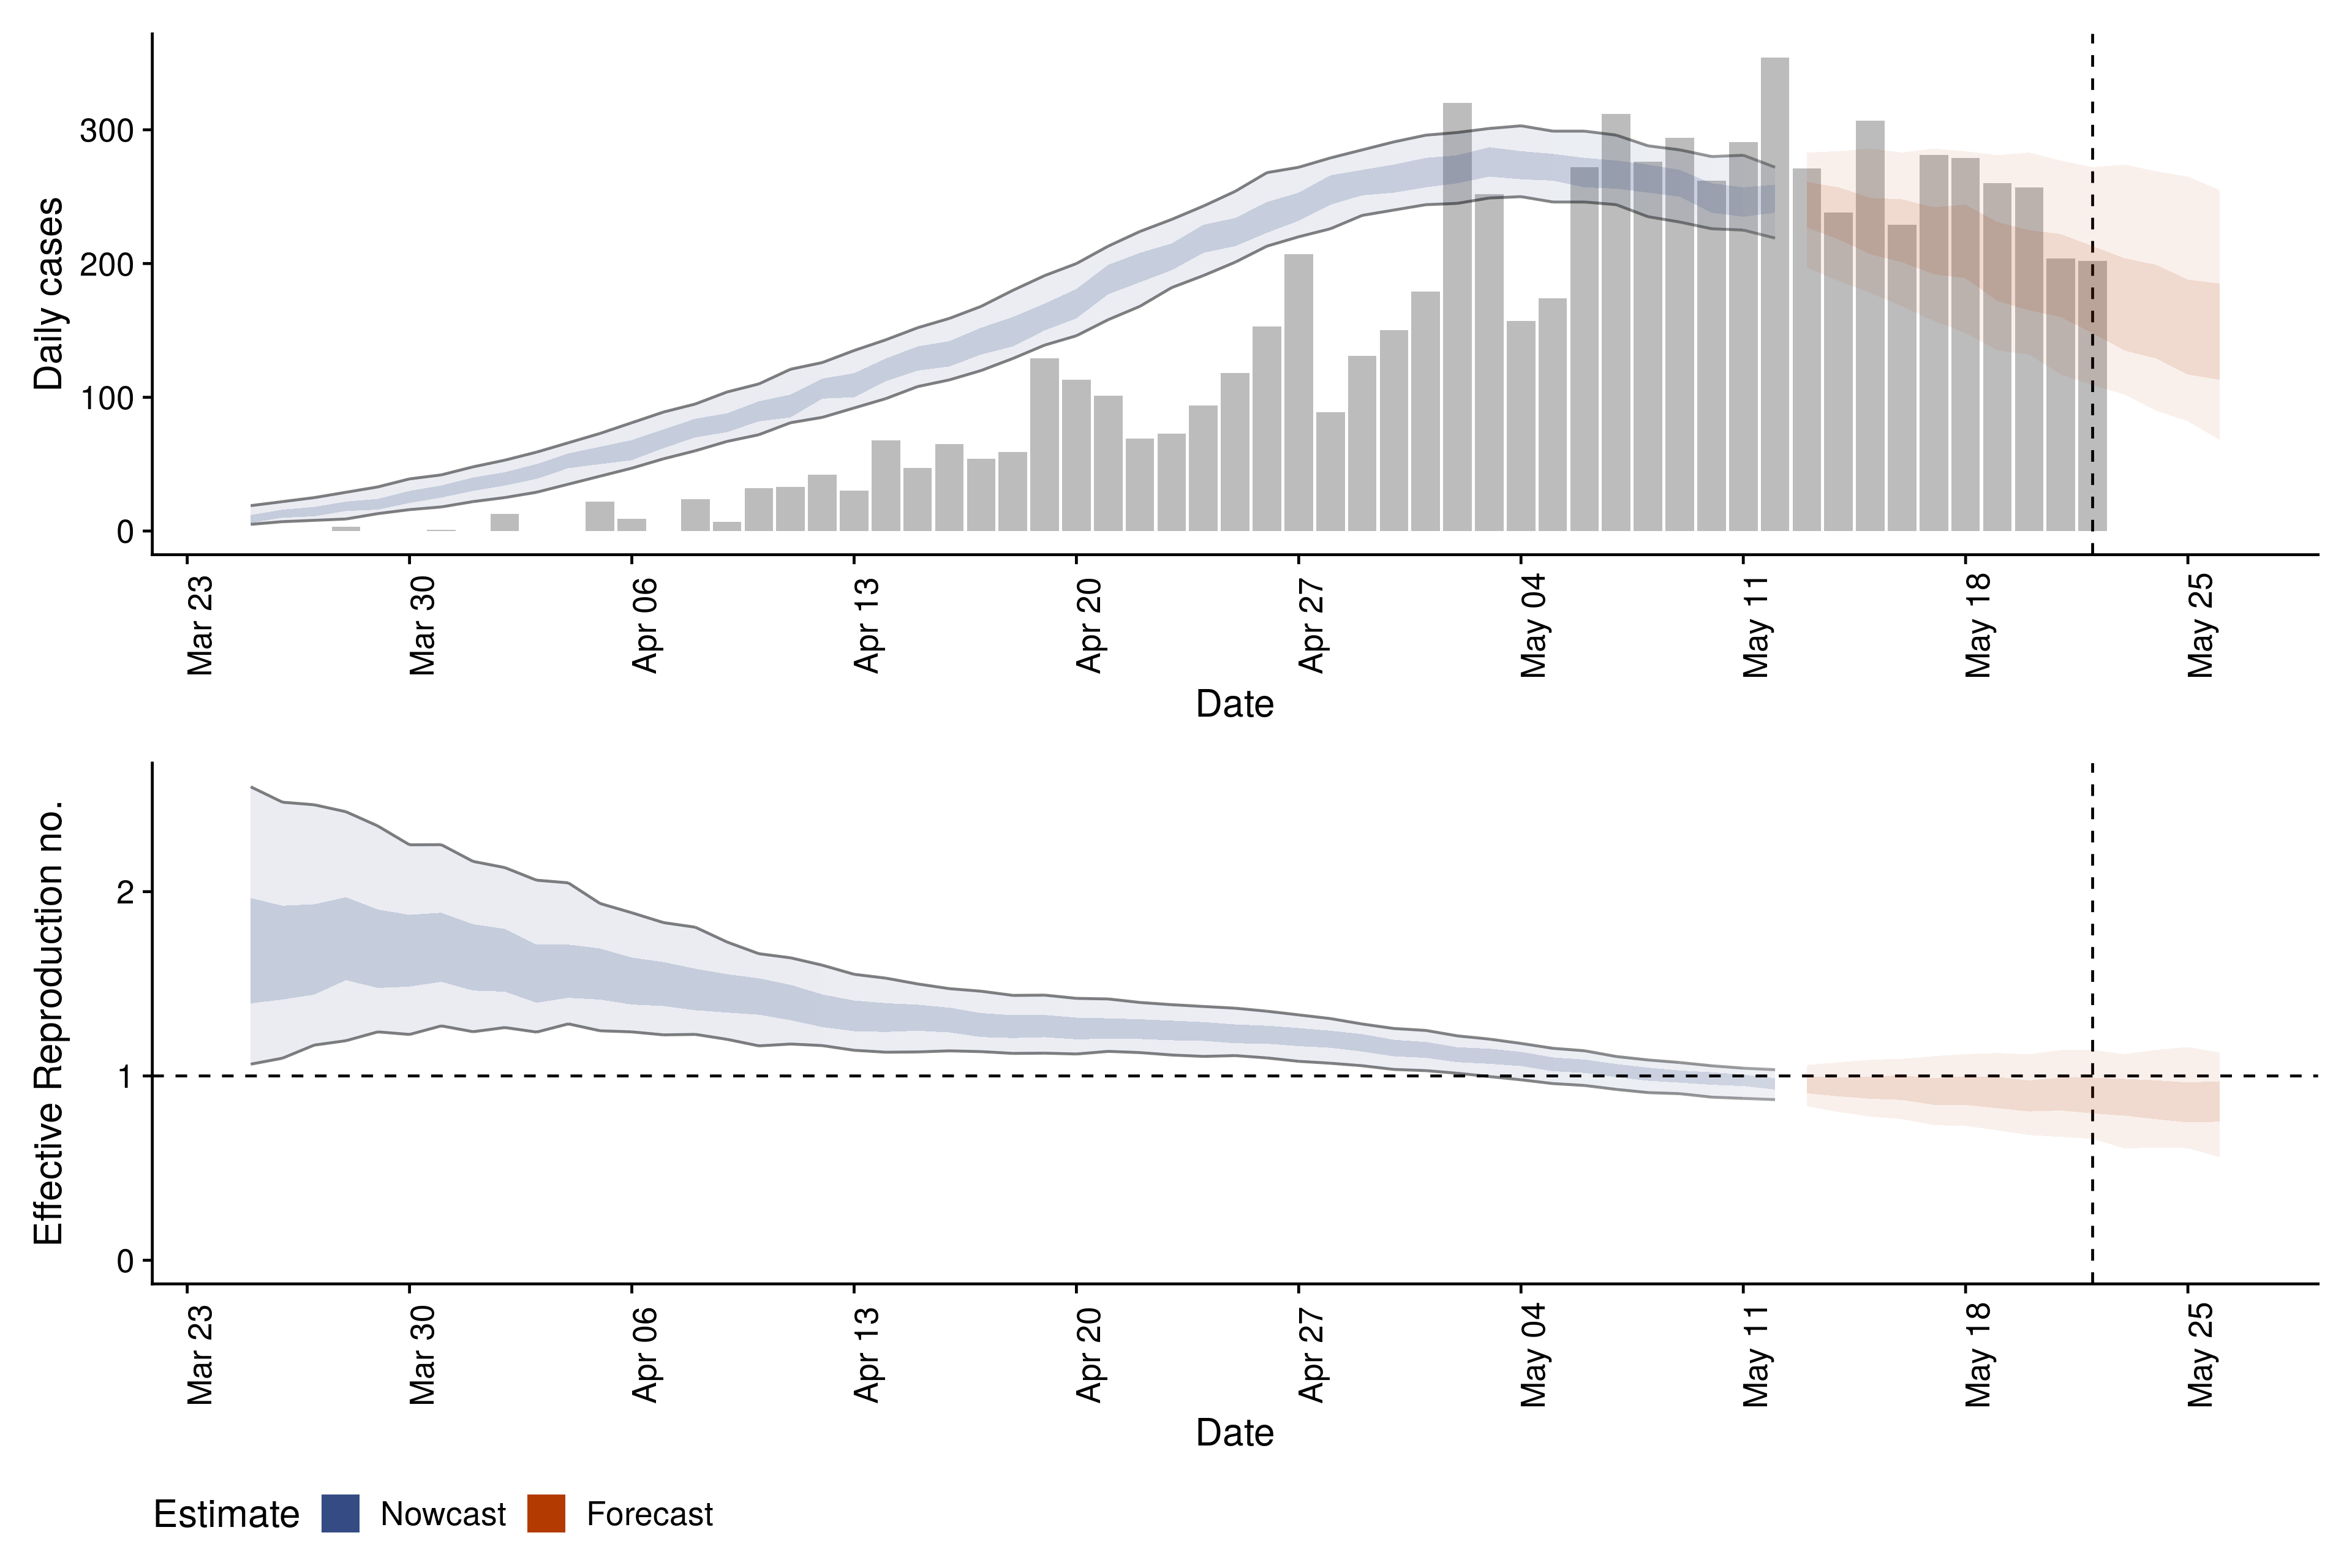 Daily cases
300
200
100
0
Mar 23
Mar 30
Apr 06
Apr 13
Apr 20
Apr 27
May 04
May 11
May 18
May 25
Date
Effective Reproduction no.
2
1
0
Mar 23
Mar 30
Apr 06
Apr 13
Apr 20
Apr 27
May 04
May 11
May 18
May 25
Date
Estimate Nowcast Forecast